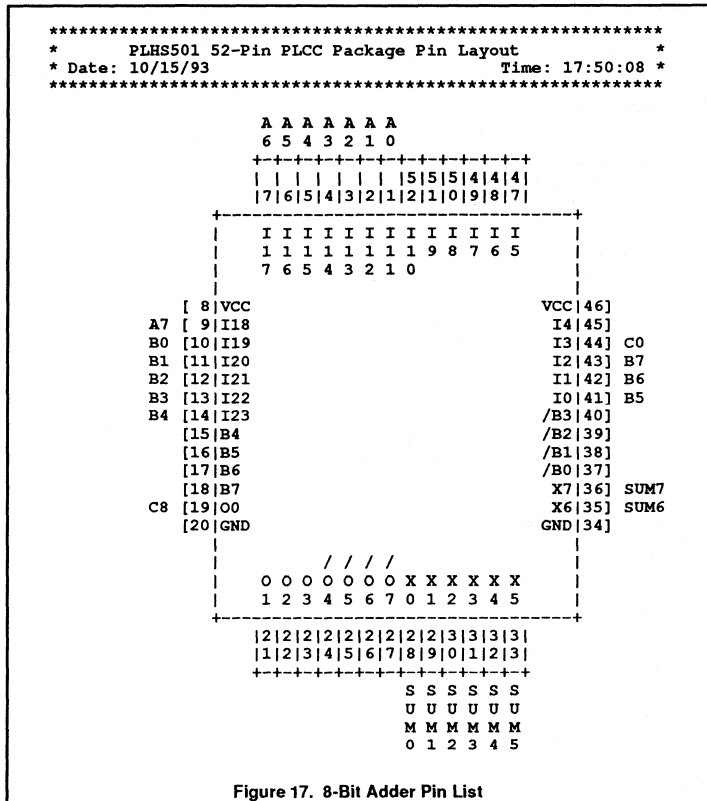 *************************************************************
*       PLHS501 52-Pin PLCC Package Pin Layout              *
* Date: 10/15/93                            Time: 17:50:08 *
*************************************************************
A A A A A A A
6 5 4 3 2 1 0
+-+-+-+-+-+-+-+-+-+-+-+-+-+
| | | | | | | |5|5|5|4|4|4|
|7|6|5|4|3|2|1|2|1|0|9|8|7|
+-----------------------------------+
| I I I I I I I I I I I I I |
| 1 1 1 1 1 1 1 1 9 8 7 6 5 |
| 7 6 5 4 3 2 1 0 |
| |
[ 8|VCC VCC|46]
A7 [ 9|I18 I4|45]
B0 [10|I19 I3|44] C0
B1 [11|I20 I2|43] B7
B2 [12|I21 I1|42] B6
B3 [13|I22 I0|41] B5
B4 [14|I23 /B3|40]
[15|B4 /B2|39]
[16|B5 /B1|38]
[17|B6 /B0|37]
[18|B7 X7|36] SUM7
C8 [19|O0 X6|35] SUM6
[20|GND GND|34]
| |
| / / / / |
| O O O O O O O X X X X X X |
| 1 2 3 4 5 6 7 0 1 2 3 4 5 |
+-----------------------------------+
|2|2|2|2|2|2|2|2|2|3|3|3|3|
|1|2|3|4|5|6|7|8|9|0|1|2|3|
+-+-+-+-+-+-+-+-+-+-+-+-+-+
S S S S S S
U U U U U U
M M M M M M
0 1 2 3 4 5
Figure 17. 8-Bit Adder Pin List